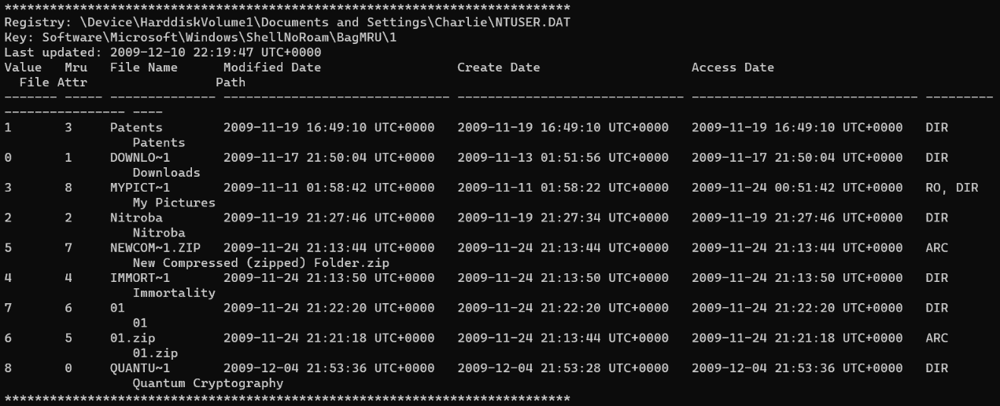 ***************************************************************************
Registry: \Device\HarddiskVolume1\Documents and Settings\Charlie\NTUSER.DAT
Key: Software\Microsoft\Windows\ShellNoRoam\BagMRU\1
Last updated: 2009-12-10 22:19:47 UTC+0000
Value   Mru   File Name      Modified Date                  Create Date                    Access Date
  File Attr                 Path
------- ----- -------------- ------------------------------ ------------------------------ ------------------------------ ---------
---------------- ----
1       3     Patents        2009-11-19 16:49:10 UTC+0000   2009-11-19 16:49:10 UTC+0000   2009-11-19 16:49:10 UTC+0000   DIR
                 Patents
0       1     DOWNLO~1       2009-11-17 21:50:04 UTC+0000   2009-11-13 01:51:56 UTC+0000   2009-11-17 21:50:04 UTC+0000   DIR
                 Downloads
3       8     MYPICT~1       2009-11-11 01:58:42 UTC+0000   2009-11-11 01:58:22 UTC+0000   2009-11-24 00:51:42 UTC+0000   RO, DIR
                 My Pictures
2       2     Nitroba        2009-11-19 21:27:46 UTC+0000   2009-11-19 21:27:34 UTC+0000   2009-11-19 21:27:46 UTC+0000   DIR
                 Nitroba
5       7     NEWCOM~1.ZIP   2009-11-24 21:13:44 UTC+0000   2009-11-24 21:13:44 UTC+0000   2009-11-24 21:13:44 UTC+0000   ARC
                 New Compressed (zipped) Folder.zip
4       4     IMMORT~1       2009-11-24 21:13:50 UTC+0000   2009-11-24 21:13:50 UTC+0000   2009-11-24 21:13:50 UTC+0000   DIR
                 Immortality
7       6     01             2009-11-24 21:22:20 UTC+0000   2009-11-24 21:22:20 UTC+0000   2009-11-24 21:22:20 UTC+0000   DIR
                 01
6       5     01.zip         2009-11-24 21:21:18 UTC+0000   2009-11-24 21:13:44 UTC+0000   2009-11-24 21:21:18 UTC+0000   ARC
                 01.zip
8       0     QUANTU~1       2009-12-04 21:53:36 UTC+0000   2009-12-04 21:53:28 UTC+0000   2009-12-04 21:53:36 UTC+0000   DIR
                 Quantum Cryptography
***************************************************************************